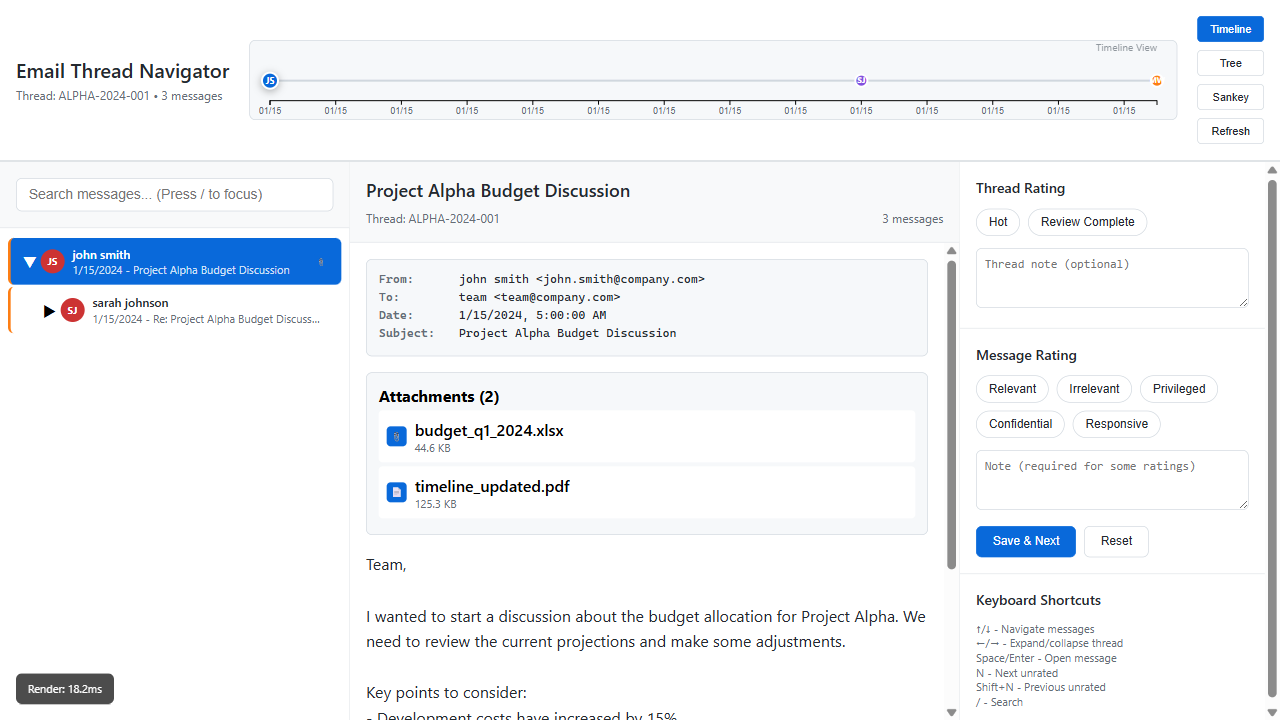 Email Thread Navigator
Thread: ALPHA-2024-001 • 3 messages
Timeline View
JS
SJ
01/15 01/15 01/15 01/15 01/15 01/15 01/15 01/15 01/15 01/15 01/15 01/15 01/15 01/15
Timeline
Tree
Sankey
Refresh
Search messages... (Press / to focus)
▼ JS john smith
1/15/2024 - Project Alpha Budget Discussion
▶ SJ sarah johnson
1/15/2024 - Re: Project Alpha Budget Discuss...
Render: 18.2ms
Project Alpha Budget Discussion
Thread: ALPHA-2024-001 3 messages
From: john smith <john.smith@company.com>
To: team <team@company.com>
Date: 1/15/2024, 5:00:00 AM
Subject: Project Alpha Budget Discussion
Attachments (2)
budget_q1_2024.xlsx
44.6 KB
timeline_updated.pdf
125.3 KB
Team,
I wanted to start a discussion about the budget allocation for Project Alpha. We
need to review the current projections and make some adjustments.
Key points to consider:
- Development costs have increased by 15%
Thread Rating
Hot Review Complete
Thread note (optional)
Message Rating
Relevant Irrelevant Privileged
Confidential Responsive
Note (required for some ratings)
Save & Next Reset
Keyboard Shortcuts
↑/↓ - Navigate messages
←/→ - Expand/collapse thread
Space/Enter - Open message
N - Next unrated
Shift+N - Previous unrated
/ - Search